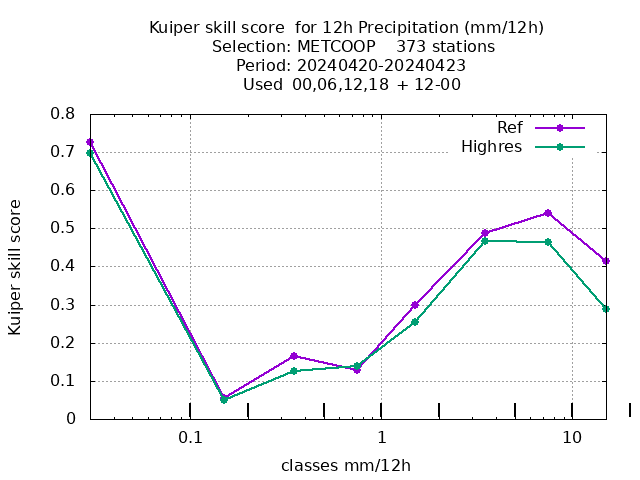 Kuiper skill score  for 12h Precipitation (mm/12h)
Selection: METCOOP    373 stations
Period: 20240420-20240423
Used  00,06,12,18  + 12-00
Ref
Highres
Kuiper skill score
0.8
0.7
0.6
0.5
0.4
0.3
0.2
0.1
0
0.1
1
10
classes mm/12h